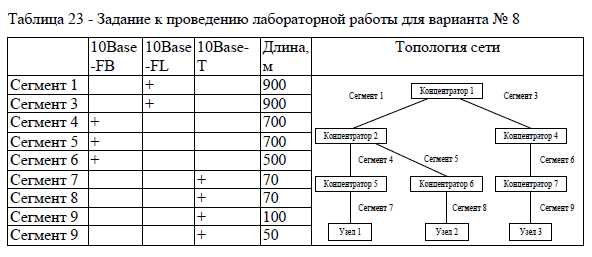 Таблица 23 - Задание к проведению лабораторной работы для варианта № 8
10Base-FB 10Base-FL 10Base-T Длина, м Топология сети
Сегмент 1 + 900
Сегмент 3 + 900
Сегмент 4 + 700
Сегмент 5 + 700
Сегмент 6 + 500
Сегмент 7 + 70
Сегмент 8 + 70
Сегмент 9 + 100
Сегмент 9 + 50
Концентратор 1
Сегмент 1 Сегмент 3
Концентратор 2 Концентратор 4
Сегмент 4 Сегмент 5 Сегмент 6
Концентратор 5 Концентратор 6 Концентратор 7
Сегмент 7 Сегмент 8 Сегмент 9
Узел 1 Узел 2 Узел 3